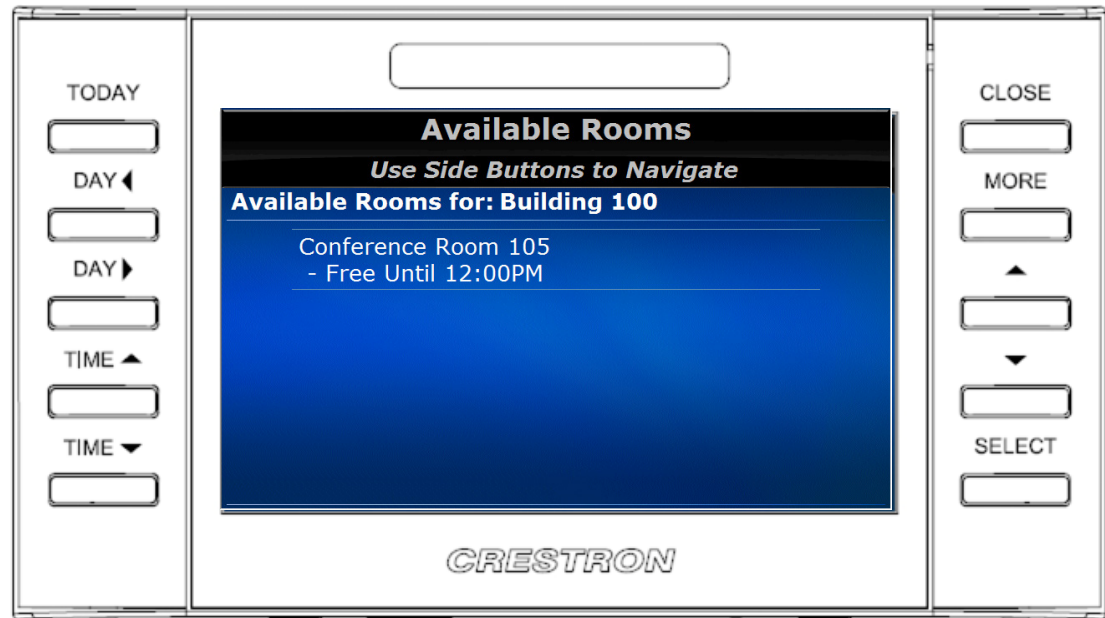 TODAY
DAY ◀
DAY ▶
TIME ▲
TIME ▼
Available Rooms
Use Side Buttons to Navigate
Available Rooms for: Building 100
Conference Room 105
- Free Until 12:00PM
CRESTRON
CLOSE
MORE
▲
▼
SELECT